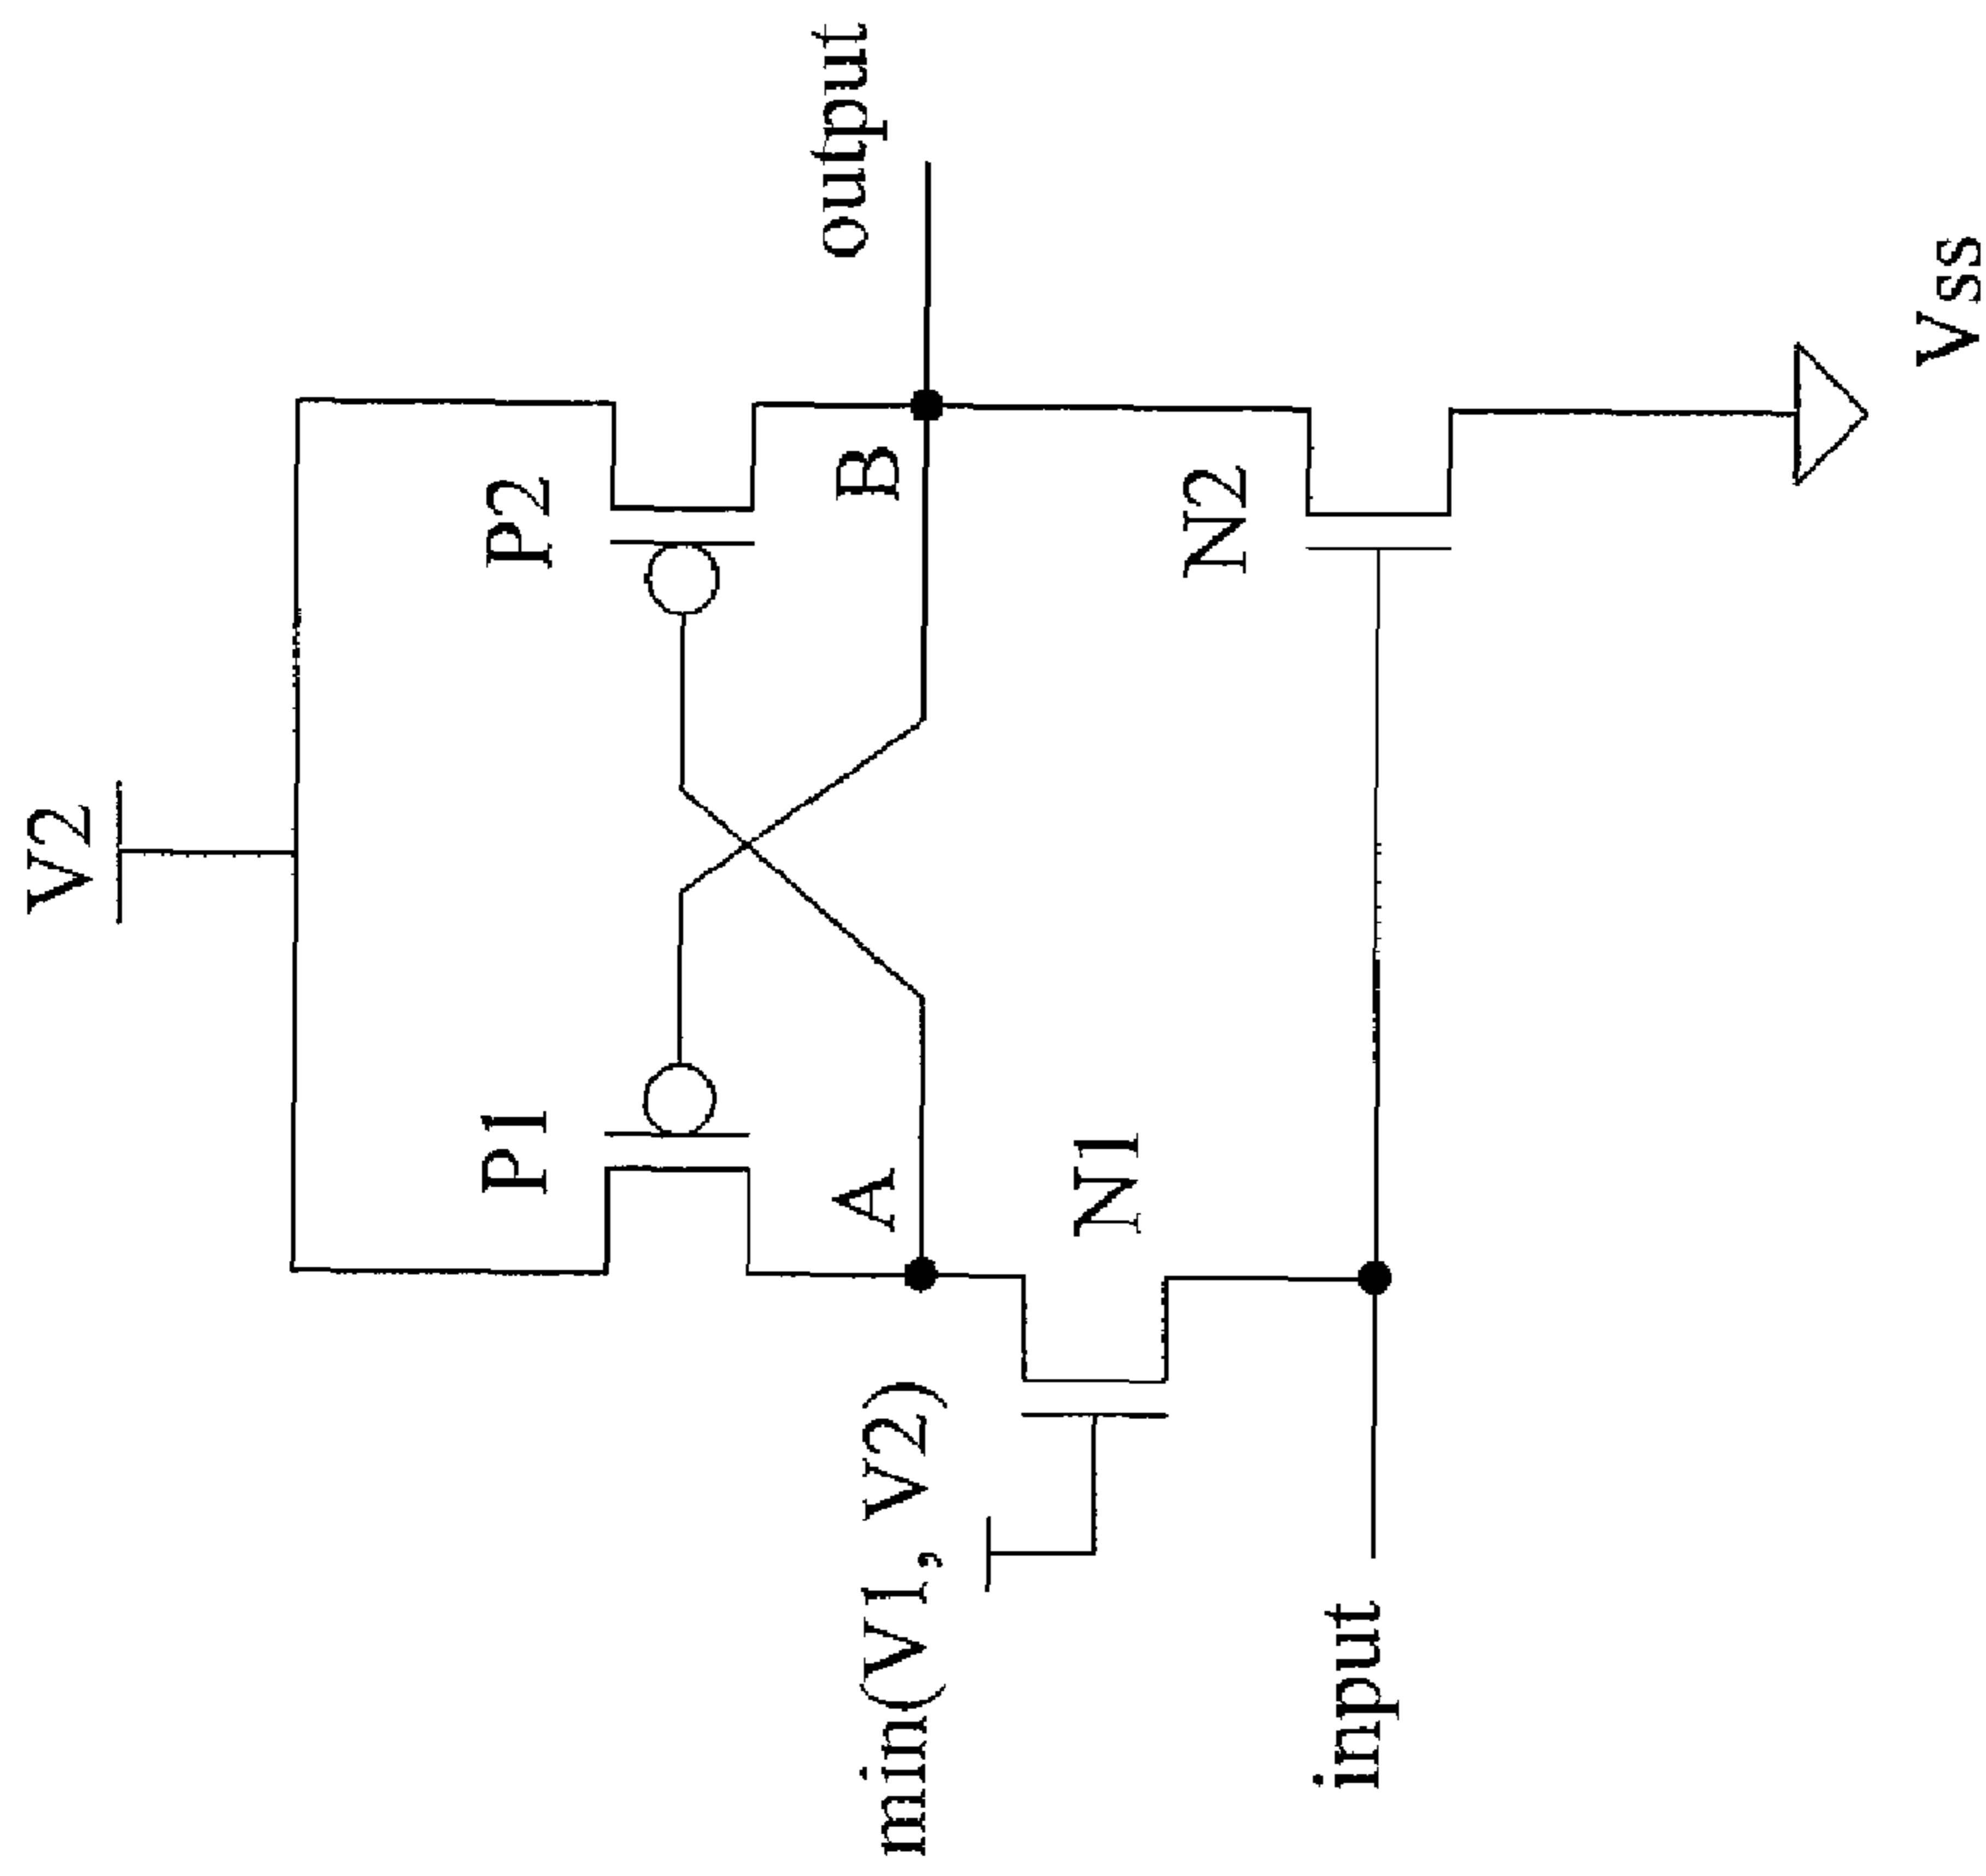 V2
P1
P2
A
B
output
min(V1, V2)
N1
N2
input
Vss